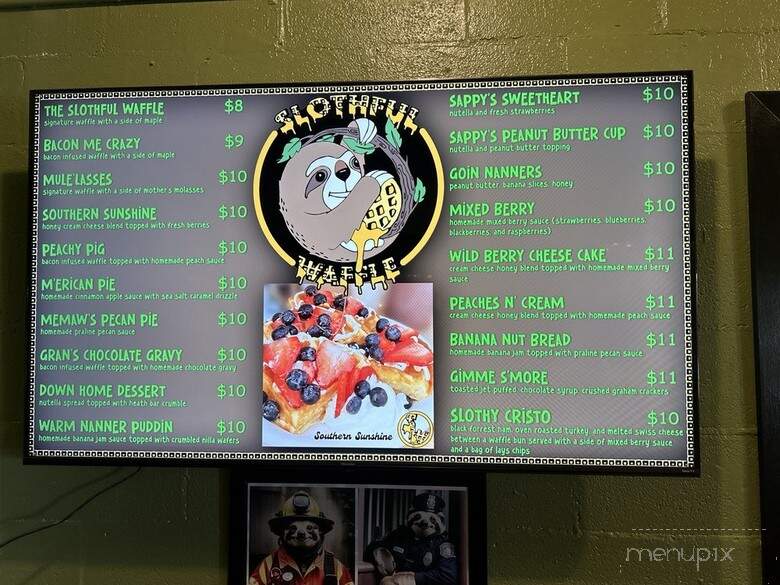 THE SLOTHFUL WAFFLE $8
signature waffle with a side of maple
BACON ME CRAZY $9
bacon infused waffle with a side of maple
MULE'LASSES $10
signature waffle with a side of mother's molasses
SOUTHERN SUNSHINE $10
honey cream cheese blend topped with fresh berries
PEACHY PIG $10
bacon infused waffle topped with homemade peach sauce
M'ERICAN PIE $10
homemade cinnamon apple sauce with sea salt caramel drizzle
MEMAW'S PECAN PIE $10
homemade praline pecan sauce
GRAN'S CHOCOLATE GRAVY $10
bacon infused waffle topped with homemade chocolate gravy
DOWN HOME DESSERT $10
nutella spread topped with heath bar crumble
WARM NANNER PUDDIN $10
homemade banana jam sauce topped with crumbled nilla wafers
SLOTHFUL
WAFFLE
Southern Sunshine
SW
SAPPY'S SWEETHEART $10
nutella and fresh strawberries
SAPPY'S PEANUT BUTTER CUP $10
nutella and peanut butter topping
GOIN NANNERS $10
peanut butter, banana slices, honey
MIXED BERRY $10
homemade mixed berry sauce (strawberries, blueberries,
blackberries, and raspberries)
WILD BERRY CHEESE CAKE $11
cream cheese honey blend topped with homemade mixed berry
sauce
PEACHES N' CREAM $11
cream cheese honey blend topped with homemade peach sauce
BANANA NUT BREAD $11
homemade banana jam topped with praline pecan sauce
GIMME S'MORE $11
toasted jet puffed, chocolate syrup, crushed graham crackers
SLOTHY CRISTO $10
black forrest ham, oven roasted turkey, and melted swiss cheese
between a waffle bun served with a side of mixed berry sauce
and a bag of lays chips
menupix